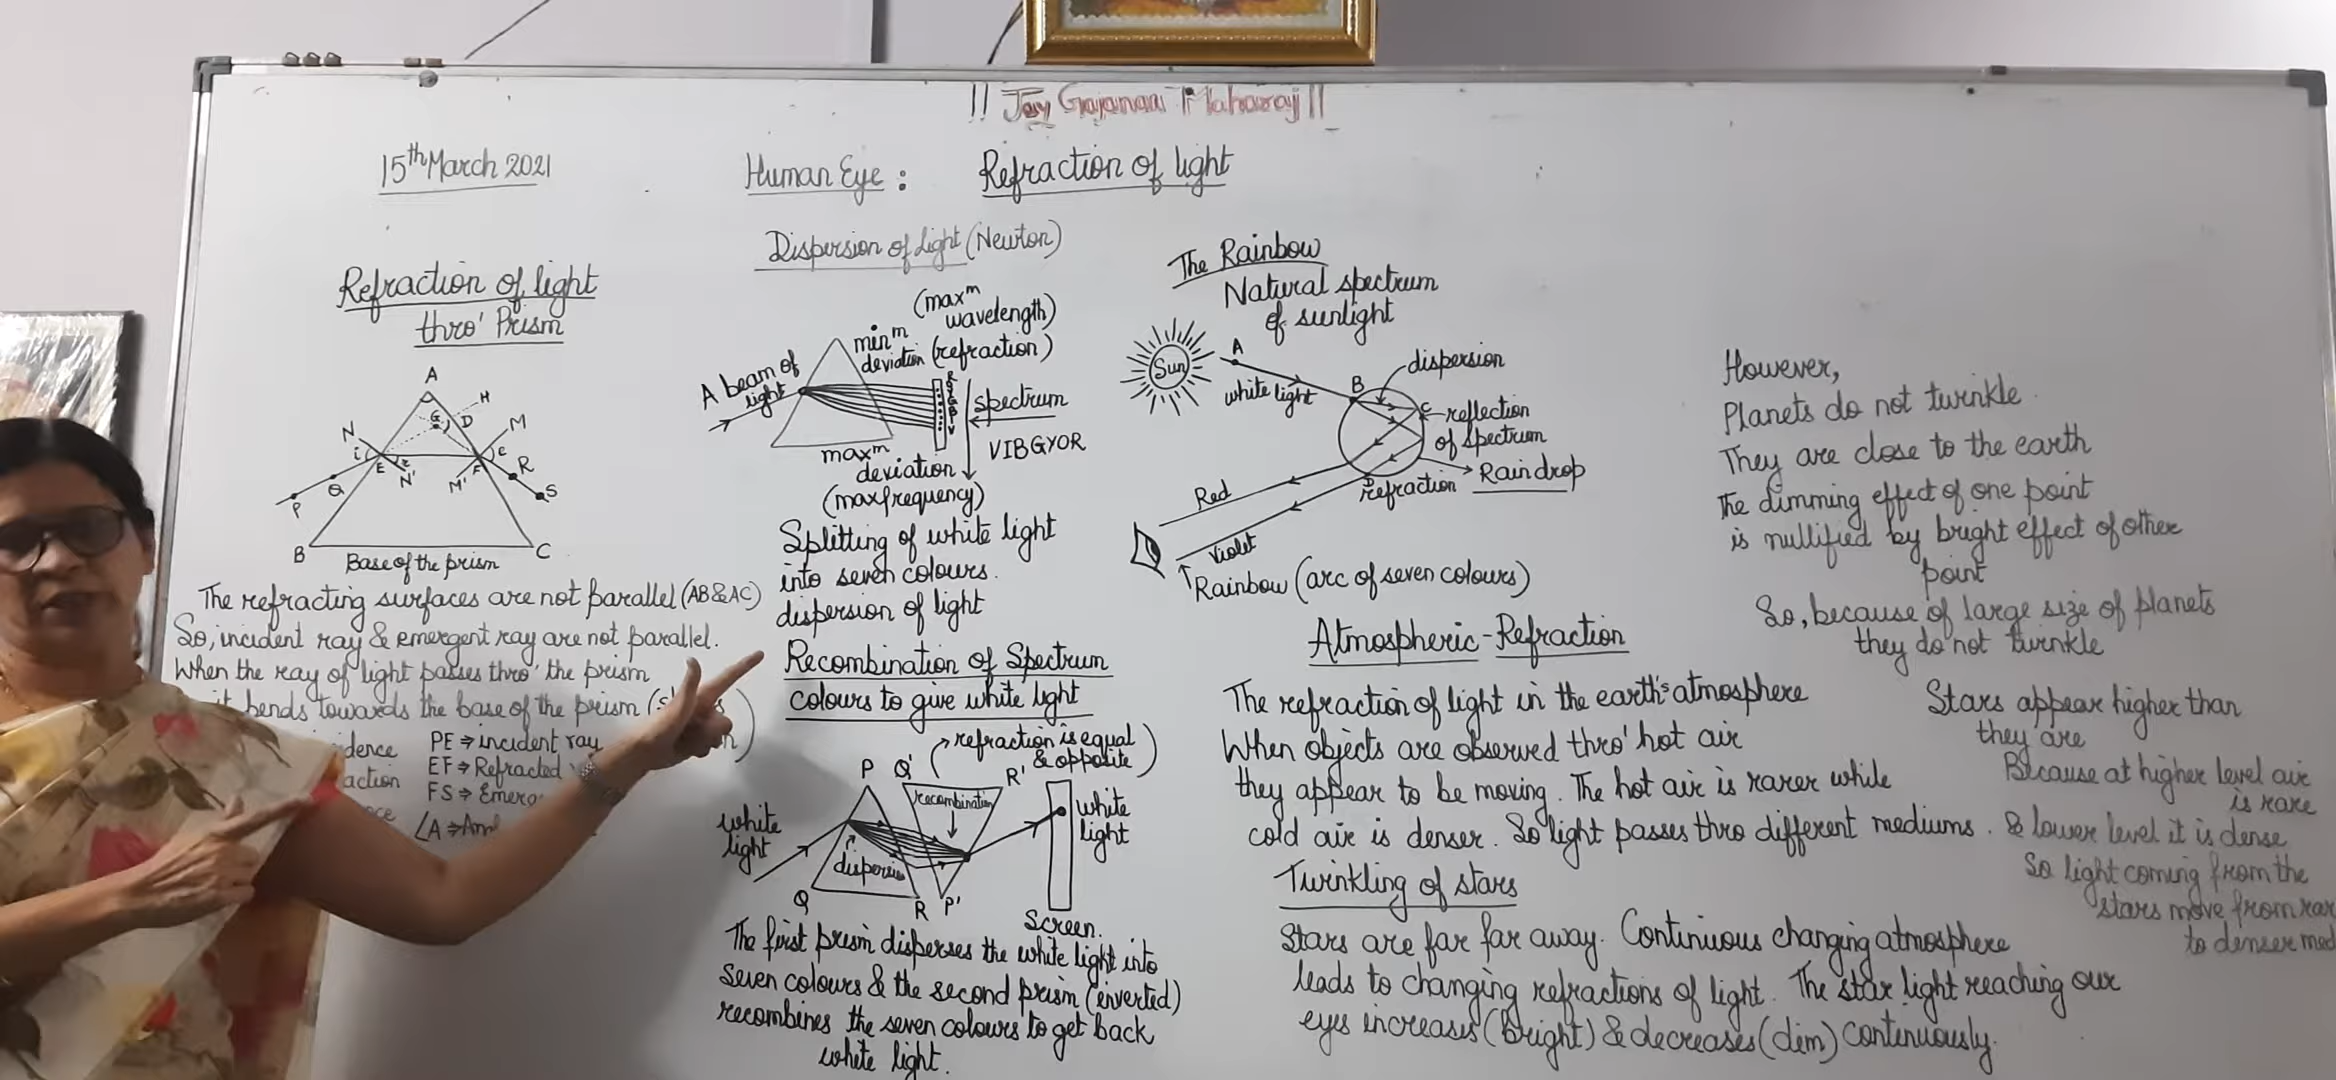 !! Jay Gajanan Maharaj !!
15th March 2021
Human Eye : Refraction of light
Refraction of light
thro' Prism
A
H
G
D
N
M
i
r
e
E
F
N'
M'
R
Q
S
P
B
C
Base of the prism
The refracting surfaces are not parallel (AB & AC)
So, incident ray & emergent ray are not parallel.
When the ray of light passes thro' the prism
it bends towards the base of the prism
PE ⇒ incident ray
EF ⇒ Refracted
FS ⇒
∠A ⇒
Dispersion of light (Newton)
(maxm
wavelength)
minm
deviation (refraction)
A beam of
light
spectrum
VIBGYOR
maxm
deviation
(max frequency)
Splitting of white light
into seven colours.
dispersion of light
Recombination of Spectrum
colours to give white light
refraction is equal
& opposite
P Q' R'
recombination
white
light
dispersion
white
light
Q R P'
Screen.
The first prism disperses the white light into
seven colours & the second prism (inverted)
recombines the seven colours to get back
white light.
The Rainbow
Natural spectrum
of sunlight
Sun
A
white light
B
dispersion
C
reflection
of spectrum
Rain drop
refraction
Red
Violet
Rainbow (arc of seven colours)
Atmospheric-Refraction
The refraction of light in the earth's atmosphere
When objects are observed thro' hot air
they appear to be moving. The hot air is rarer while
cold air is denser. So light passes thro different mediums.
Twinkling of stars
Stars are far far away. Continuous changing atmosphere
leads to changing refractions of light. The star light reaching our
eyes increases (bright) & decreases (dim) continuously.
However,
Planets do not twinkle.
They are close to the earth
The dimming effect of one point
is nullified by bright effect of other
point
So, because of large size of planets
they do not twinkle
Stars appear higher than
they are
Because at higher level air
is rare
& lower level it is dense
So light coming from the
stars move from
to denser